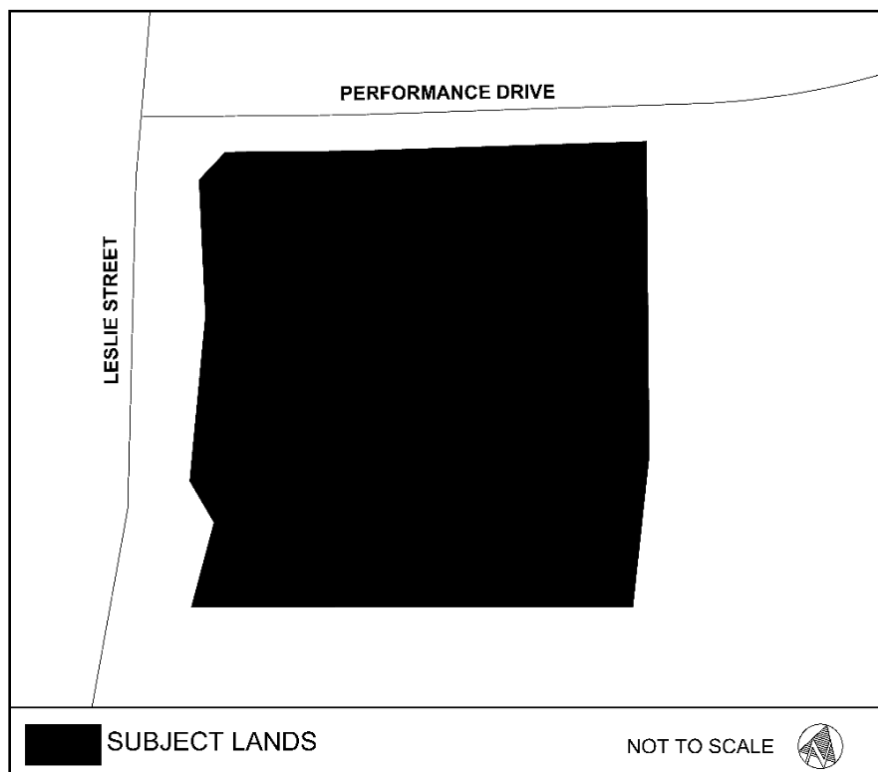 PERFORMANCE DRIVE
LESLIE STREET
SUBJECT LANDS
NOT TO SCALE